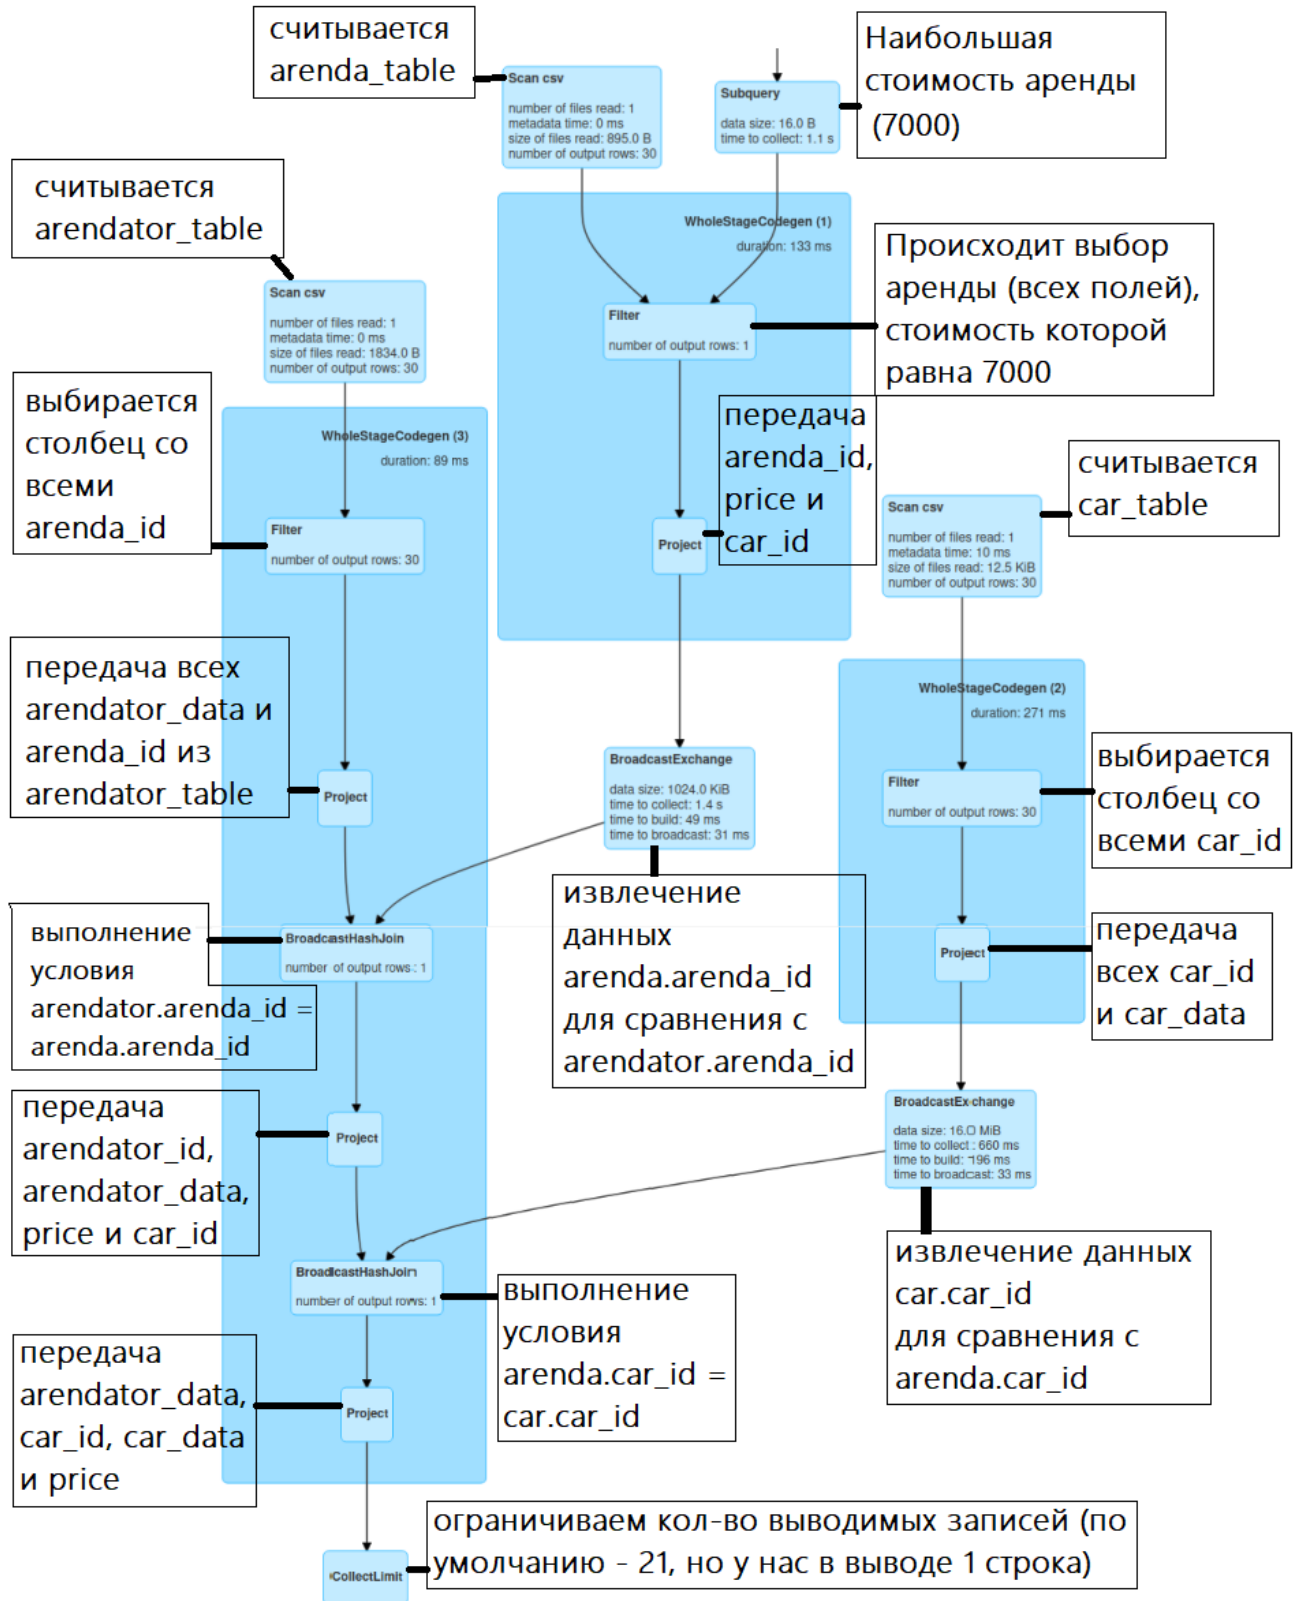 считывается
arenda_table
Scan csv
number of files read: 1
metadata time: 0 ms
size of files read: 895.0 B
number of output rows: 30
Subquery
data size: 16.0 B
time to collect: 1.1 s
Наибольшая
стоимость аренды
(7000)
считывается
arendator_table
Scan csv
number of files read: 1
metadata time: 0 ms
size of files read: 1834.0 B
number of output rows: 30
WholeStageCodegen (1)
duration: 133 ms
Filter
number of output rows: 1
Происходит выбор
аренды (всех полей),
стоимость которой
равна 7000
выбирается
столбец со
всеми
arenda_id
WholeStageCodegen (3)
duration: 89 ms
Filter
number of output rows: 30
Project
передача
arenda_id,
price и
car_id
считывается
car_table
Scan csv
number of files read: 1
metadata time: 10 ms
size of files read: 12.5 KiB
number of output rows: 30
передача всех
arendator_data и
arenda_id из
arendator_table
Project
BroadcastExchange
data size: 1024.0 KiB
time to collect: 1.4 s
time to build: 49 ms
time to broadcast: 31 ms
WholeStageCodegen (2)
duration: 271 ms
Filter
number of output rows: 30
выбирается
столбец со
всеми car_id
извлечение
данных
arenda.arenda_id
для сравнения с
arendator.arenda_id
Project
передача
всех car_id
и car_data
выполнение
условия
arendator.arenda_id =
arenda.arenda_id
BroadcastHashJoin
number of output rows: 1
передача
arendator_id,
arendator_data,
price и car_id
Project
BroadcastExchange
data size: 16.0 MiB
time to collect: 660 ms
time to build: 196 ms
time to broadcast: 33 ms
извлечение данных
car.car_id
для сравнения с
arenda.car_id
BroadcastHashJoin
number of output rows: 1
выполнение
условия
arenda.car_id =
car.car_id
передача
arendator_data,
car_id, car_data
и price
Project
CollectLimit
ограничиваем кол-во выводимых записей (по
умолчанию - 21, но у нас в выводе 1 строка)